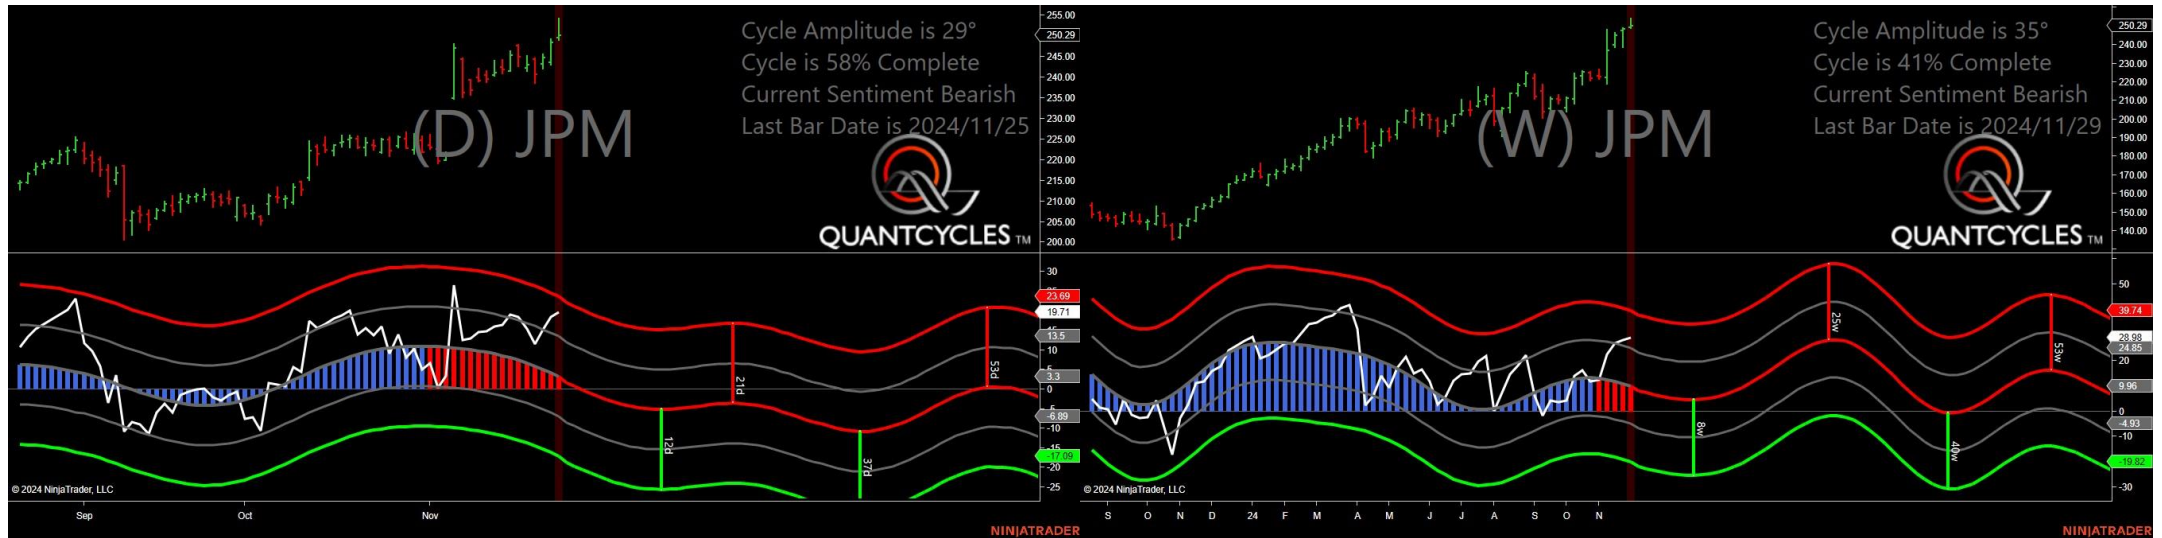 Cycle Amplitude is 29°
Cycle is 58% Complete
Current Sentiment Bearish
Last Bar Date is 2024/11/25
(D) JPM
QUANTCYCLES TM
255.00
250.29
245.00
240.00
235.00
230.00
225.00
220.00
215.00
210.00
205.00
200.00
30
23.69
19.71
13.5
10
5
3.3
0
-6.89
-10
-15
-17.09
-20
-25
12d
21d
37d
53d
© 2024 NinjaTrader, LLC
Sep Oct Nov
NINJATRADER
Cycle Amplitude is 35°
Cycle is 41% Complete
Current Sentiment Bearish
Last Bar Date is 2024/11/29
(W) JPM
QUANTCYCLES TM
250.29
240.00
230.00
220.00
210.00
200.00
190.00
180.00
170.00
160.00
150.00
140.00
50
39.74
28.98
24.85
20
9.96
0
-4.93
-10
-19.82
-30
8w
25w
40w
53w
© 2024 NinjaTrader, LLC
S O N D 24 F M A M J J A S O N
NINJATRADER